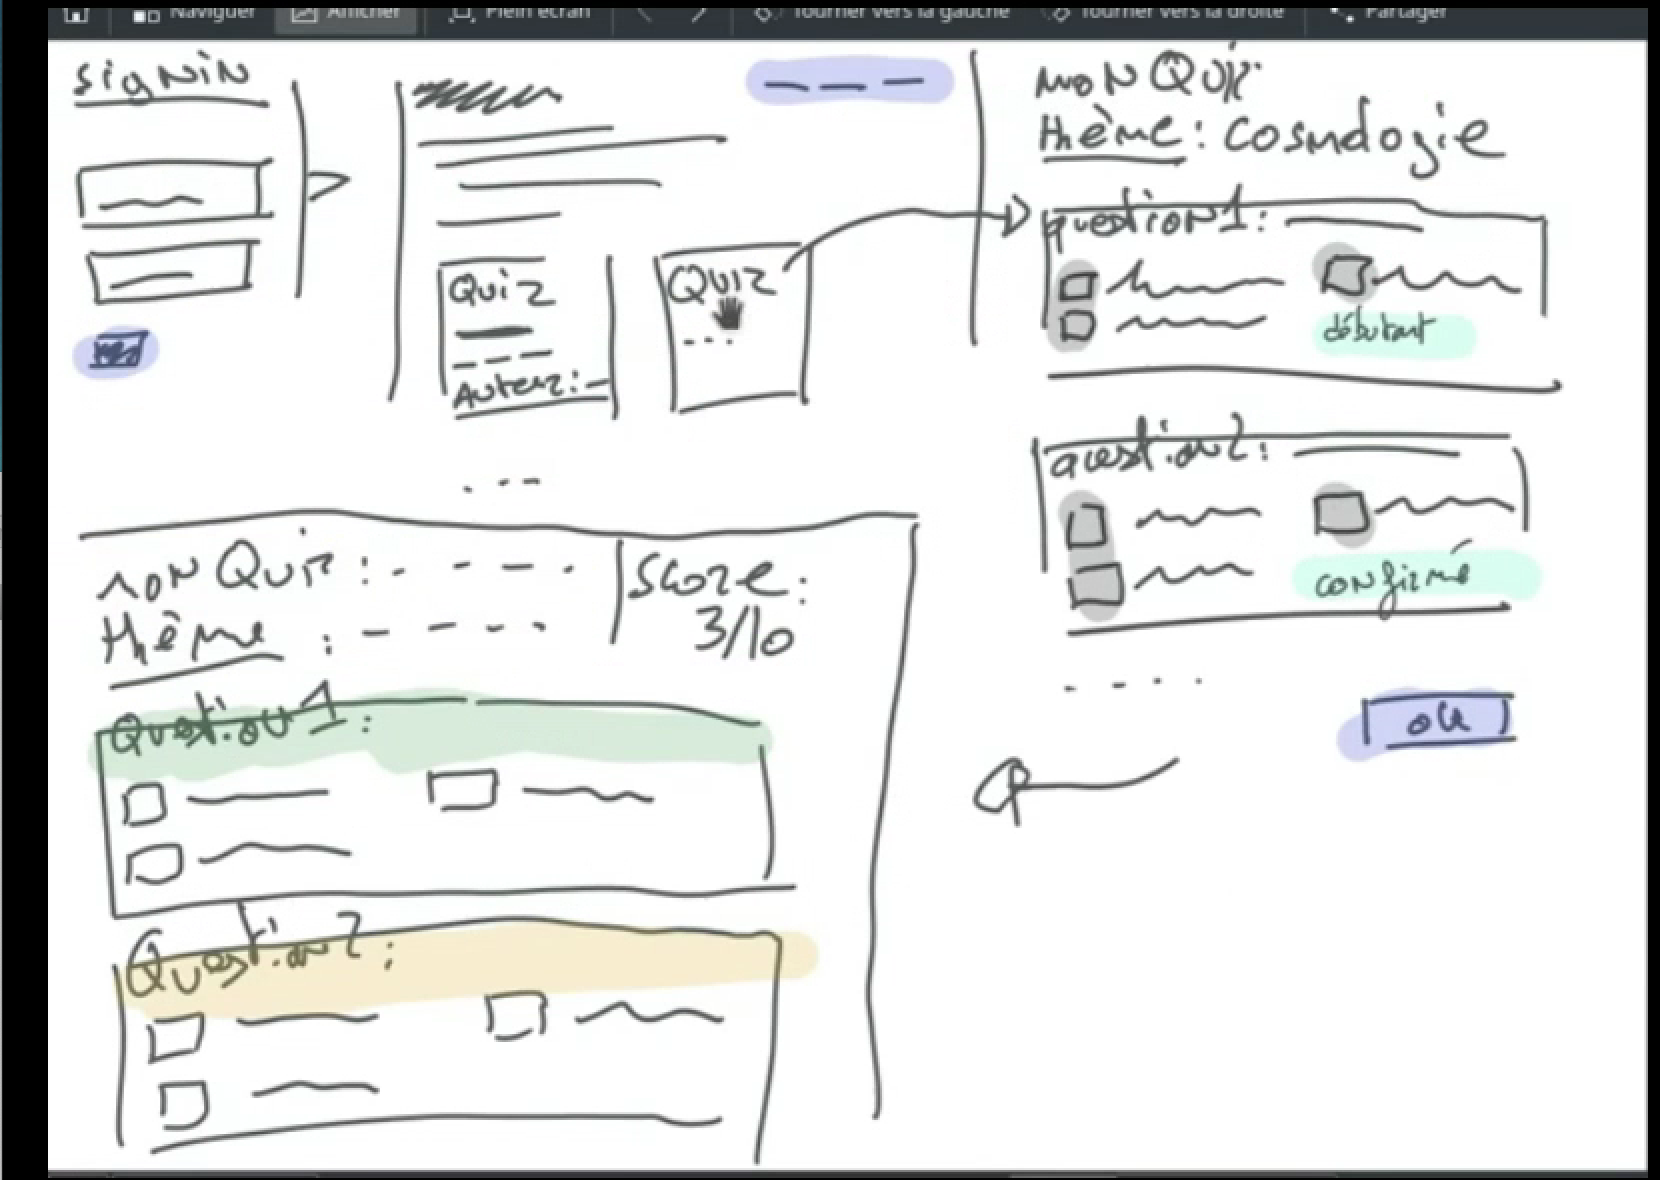 Naviguer Afficher Plein écran Tourner vers la gauche Tourner vers la droite Partager
signin
Quiz
Auteur :
Quiz
...
mon Quiz
thème : Cosmologie
question 1 :
débutant
question 2 :
confirmé
ok
mon Quiz :
thème :
Score :
3/10
Question 1 :
Question 2 :